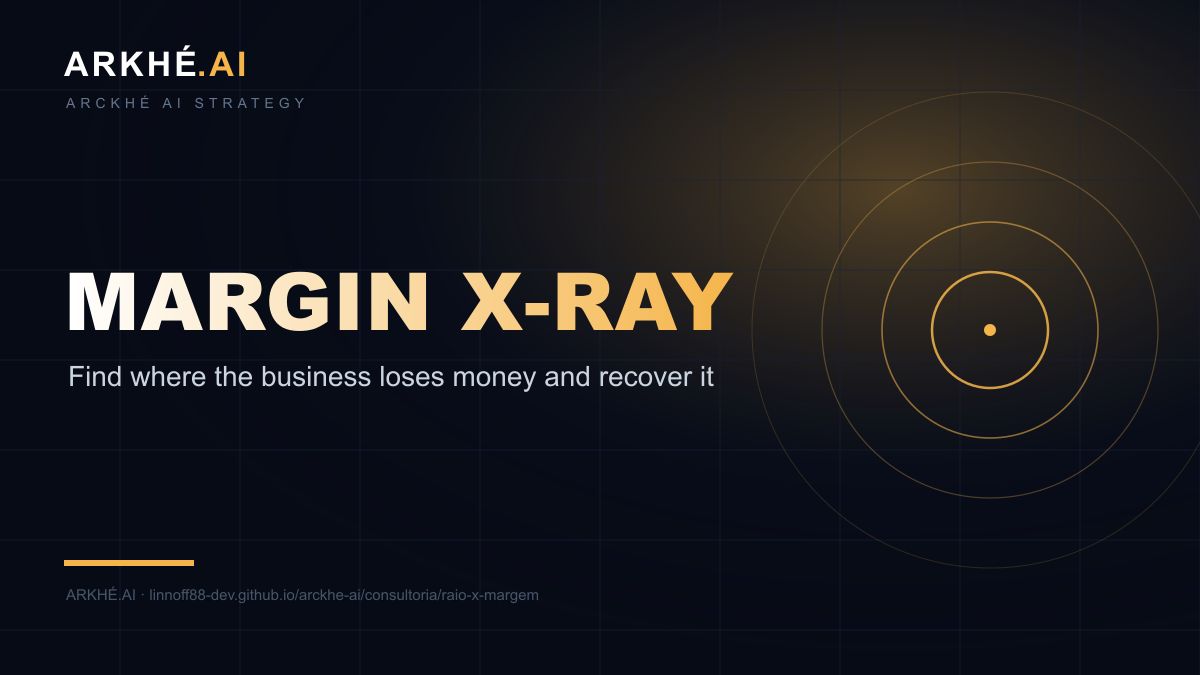 ARKHÉ.AI
ARCKHÉ AI STRATEGY
MARGIN X-RAY
Find where the business loses money and recover it
ARKHÉ.AI · linnoff88-dev.github.io/arckhe-ai/consultoria/raio-x-margem